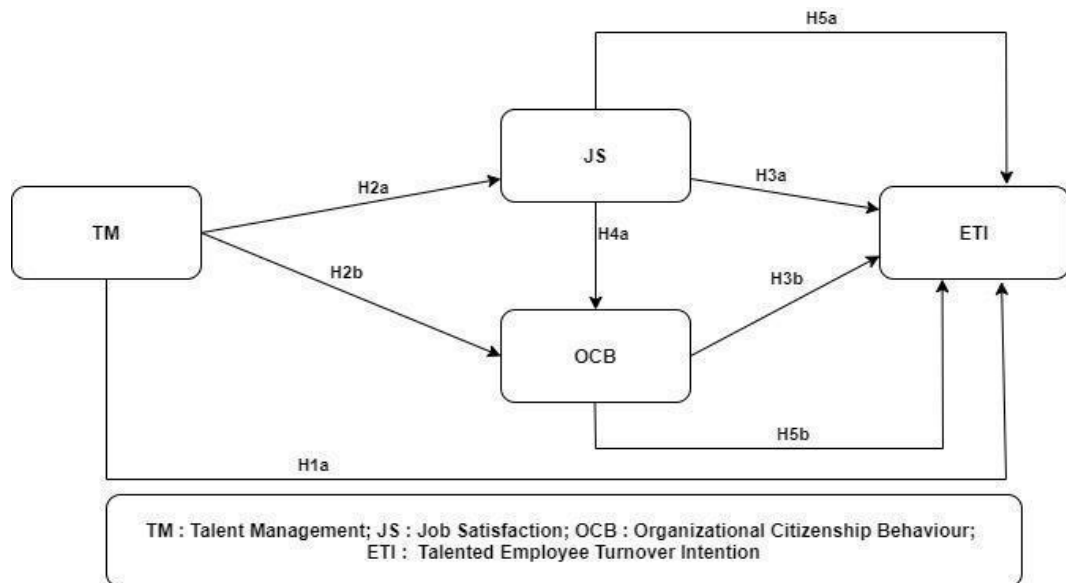 H5a
JS
H2a
H3a
TM
H4a
ETI
H2b
H3b
OCB
H5b
H1a
TM : Talent Management; JS : Job Satisfaction; OCB : Organizational Citizenship Behaviour;
ETI : Talented Employee Turnover Intention